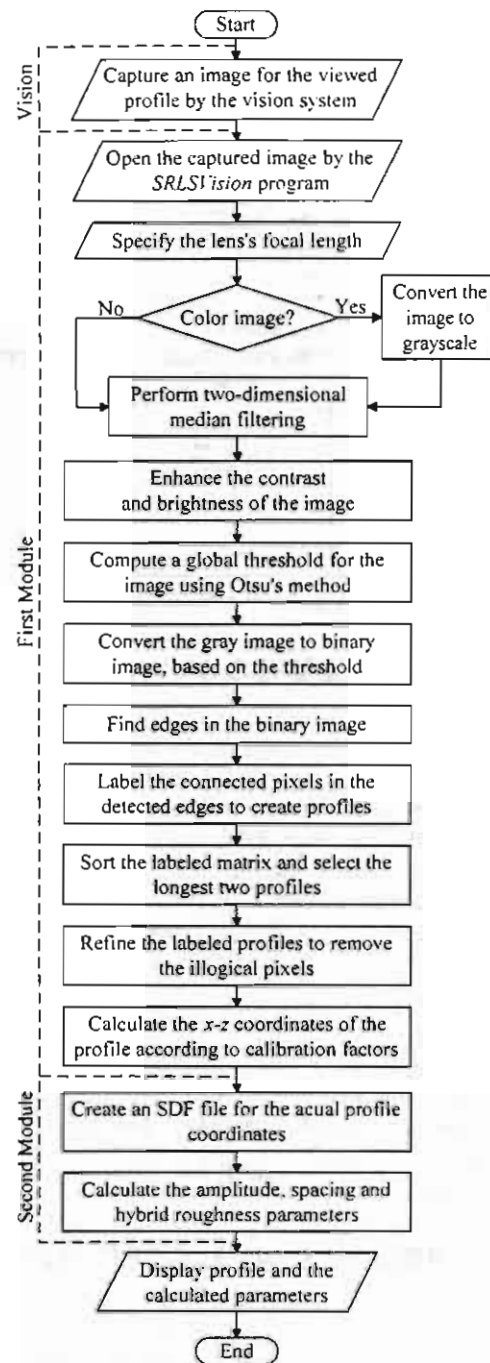 Start
Vision
Capture an image for the viewed
profile by the vision system
Open the captured image by the
SRLSVision program
Specify the lens's focal length
No
Color image?
Yes
Convert the
image to
grayscale
Perform two-dimensional
median filtering
Enhance the contrast
and brightness of the image
Compute a global threshold for the
image using Otsu's method
First Module
Convert the gray image to binary
image, based on the threshold
Find edges in the binary image
Label the connected pixels in the
detected edges to create profiles
Sort the labeled matrix and select the
longest two profiles
Refine the labeled profiles to remove
the illogical pixels
Calculate the x-z coordinates of the
profile according to calibration factors
Second Module
Create an SDF file for the acual profile
coordinates
Calculate the amplitude, spacing and
hybrid roughness parameters
Display profile and the
calculated parameters
End